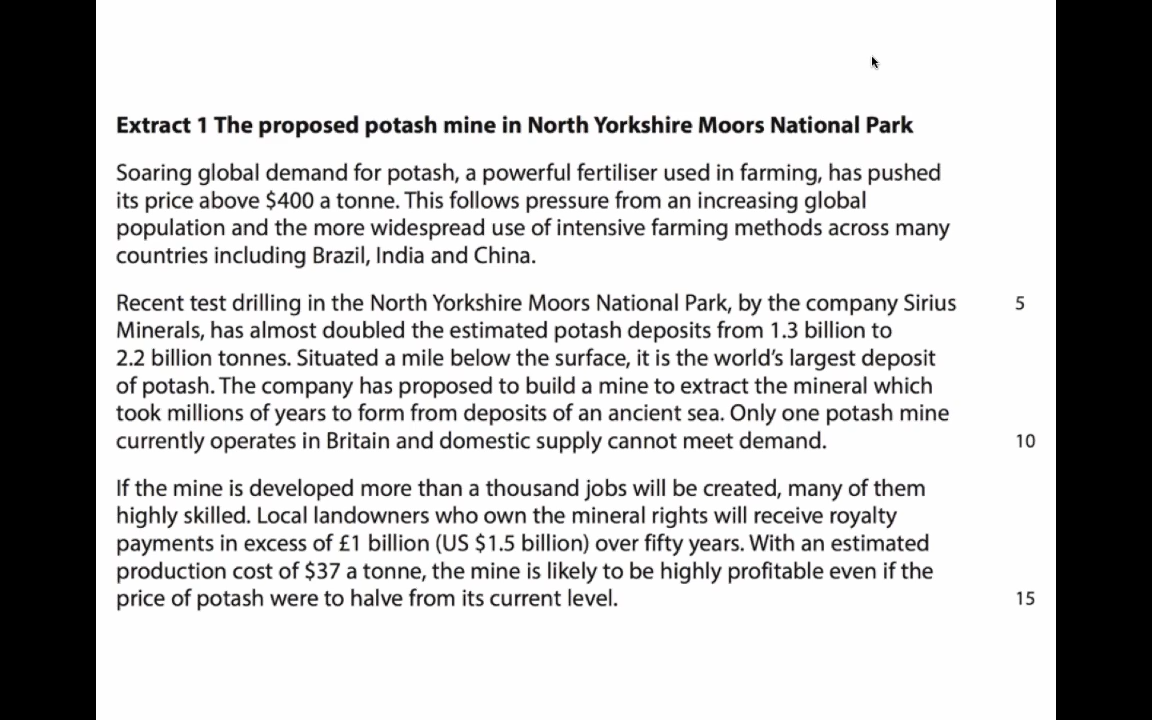 Extract 1 The proposed potash mine in North Yorkshire Moors National Park
Soaring global demand for potash, a powerful fertiliser used in farming, has pushed
its price above $400 a tonne. This follows pressure from an increasing global
population and the more widespread use of intensive farming methods across many
countries including Brazil, India and China.
Recent test drilling in the North Yorkshire Moors National Park, by the company Sirius 5
Minerals, has almost doubled the estimated potash deposits from 1.3 billion to
2.2 billion tonnes. Situated a mile below the surface, it is the world's largest deposit
of potash. The company has proposed to build a mine to extract the mineral which
took millions of years to form from deposits of an ancient sea. Only one potash mine
currently operates in Britain and domestic supply cannot meet demand. 10
If the mine is developed more than a thousand jobs will be created, many of them
highly skilled. Local landowners who own the mineral rights will receive royalty
payments in excess of £1 billion (US $1.5 billion) over fifty years. With an estimated
production cost of $37 a tonne, the mine is likely to be highly profitable even if the
price of potash were to halve from its current level. 15